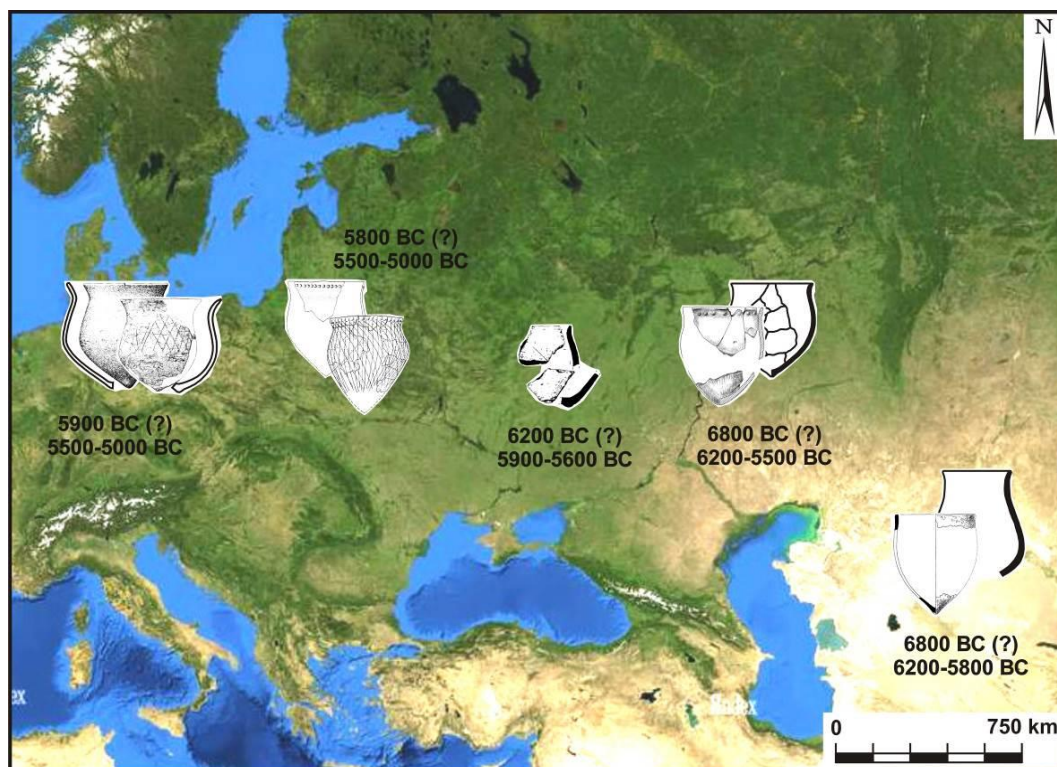 N
5800 BC (?)
5500-5000 BC
5900 BC (?)
5500-5000 BC
6200 BC (?)
5900-5600 BC
6800 BC (?)
6200-5500 BC
6800 BC (?)
6200-5800 BC
0 750 km